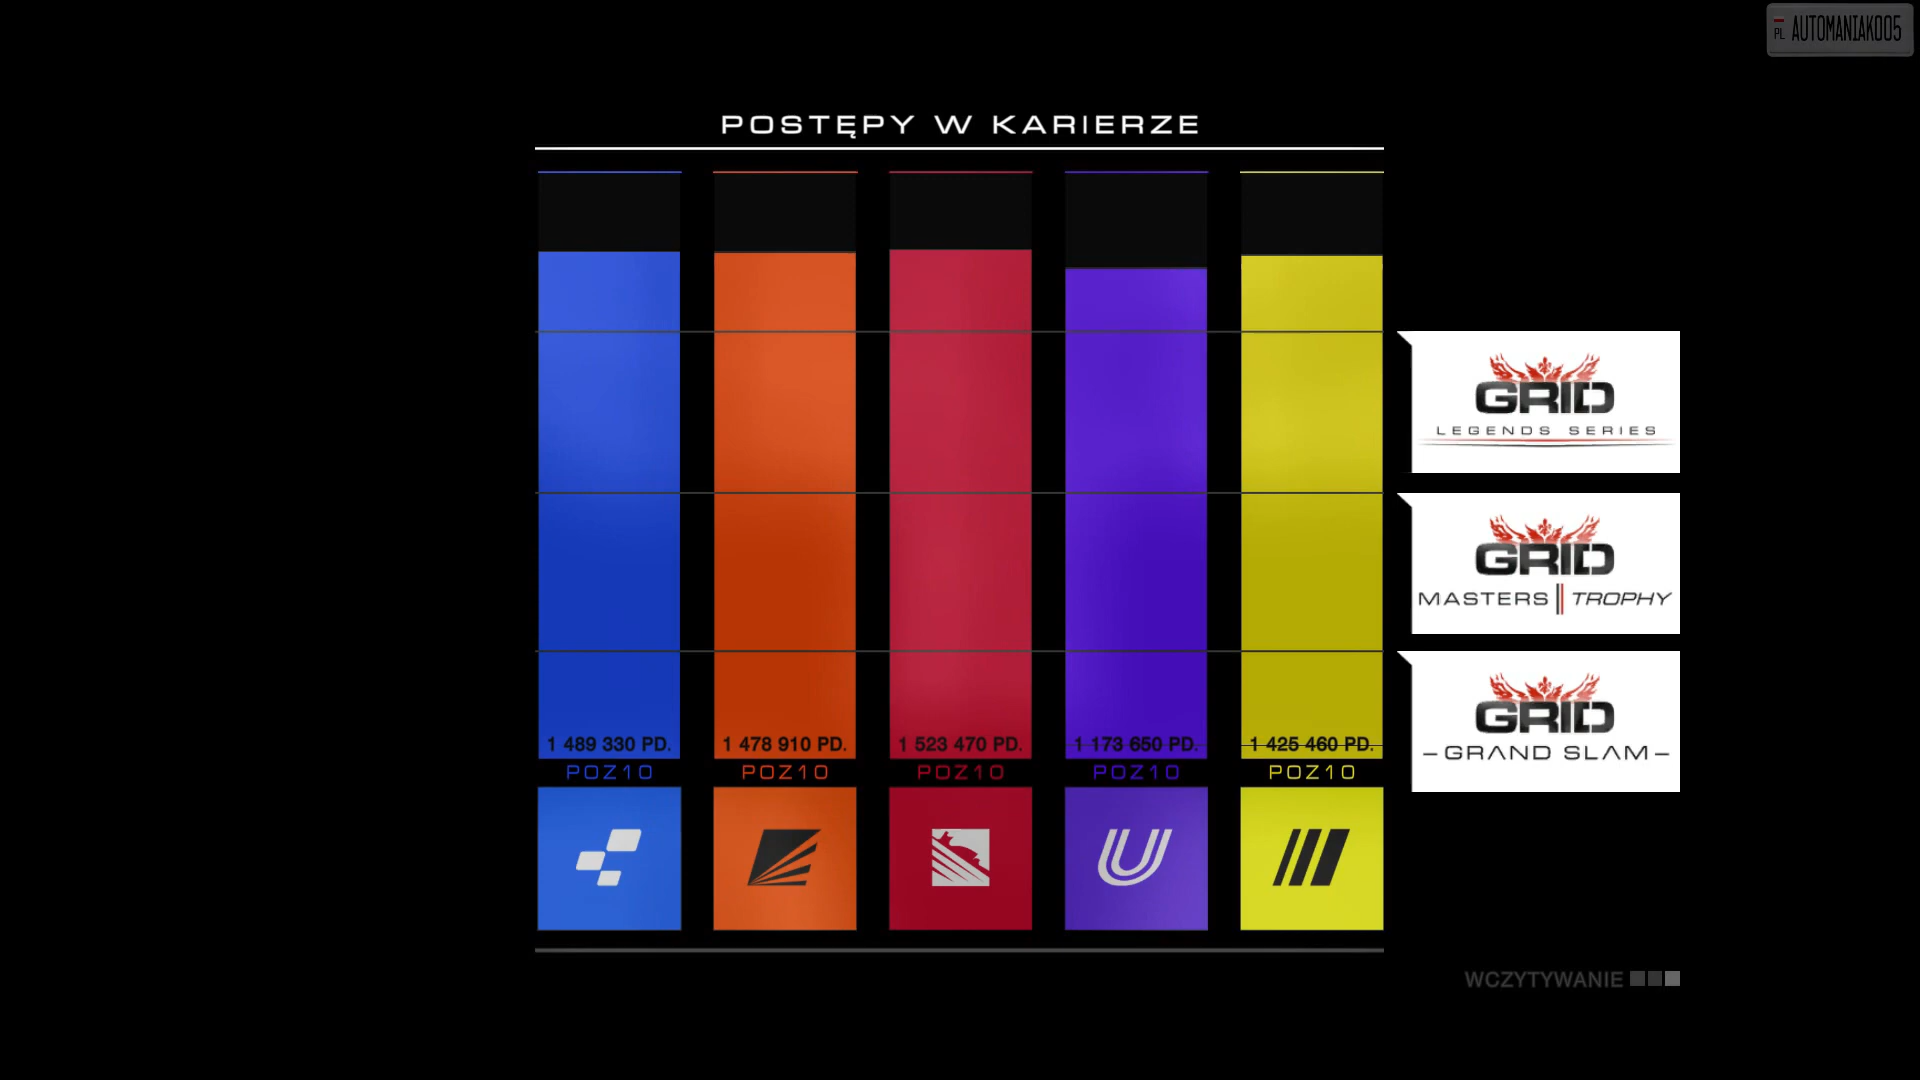 PL AUTOMANIAK005
POSTĘPY W KARIERZE
GRID
LEGENDS SERIES
GRID
MASTERS TROPHY
GRID
–GRAND SLAM–
1 489 330 PD. 1 478 910 PD. 1 523 470 PD. 1 173 650 PD. 1 425 460 PD.
POZ10 POZ10 POZ10 POZ10 POZ10
WCZYTYWANIE